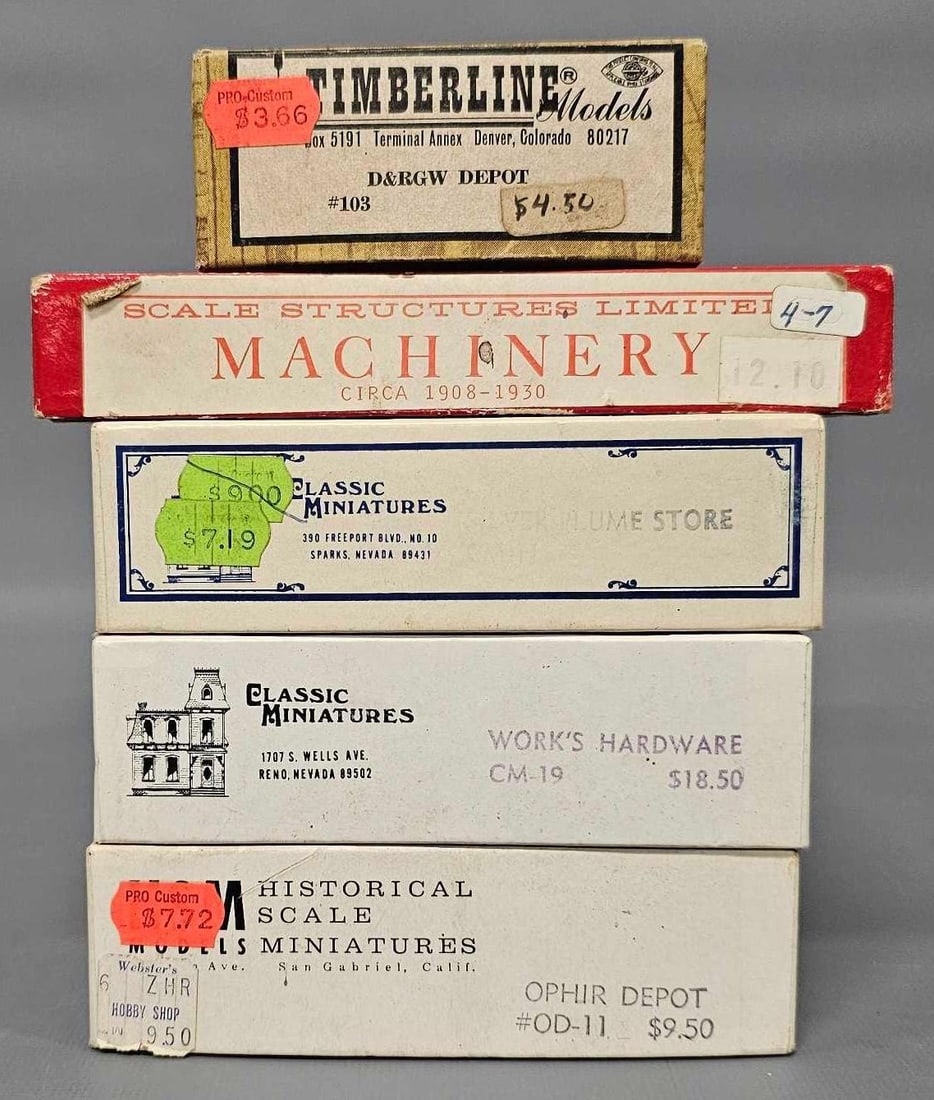 PRO Custom
$3.66
TIMBERLINE® Models
Box 5191 Terminal Annex Denver, Colorado 80217
D&RGW DEPOT
#103
$4.50
SCALE STRUCTURES LIMITED
4-7
MACHINERY
12.10
CIRCA 1908-1930
$9.00
$7.19
CLASSIC
MINIATURES
390 FREEPORT BLVD., NO. 10
SPARKS, NEVADA 89431
STORE
CLASSIC
MINIATURES
1707 S. WELLS AVE.
RENO, NEVADA 89502
WORK'S HARDWARE
CM-19 $18.50
PRO Custom
$7.72
HISTORICAL
SCALE
MODELS MINIATURES
Ave. San Gabriel, Calif.
Webster's
6 ZHR
HOBBY SHOP
9.50
OPHIR DEPOT
#OD-11 $9.50